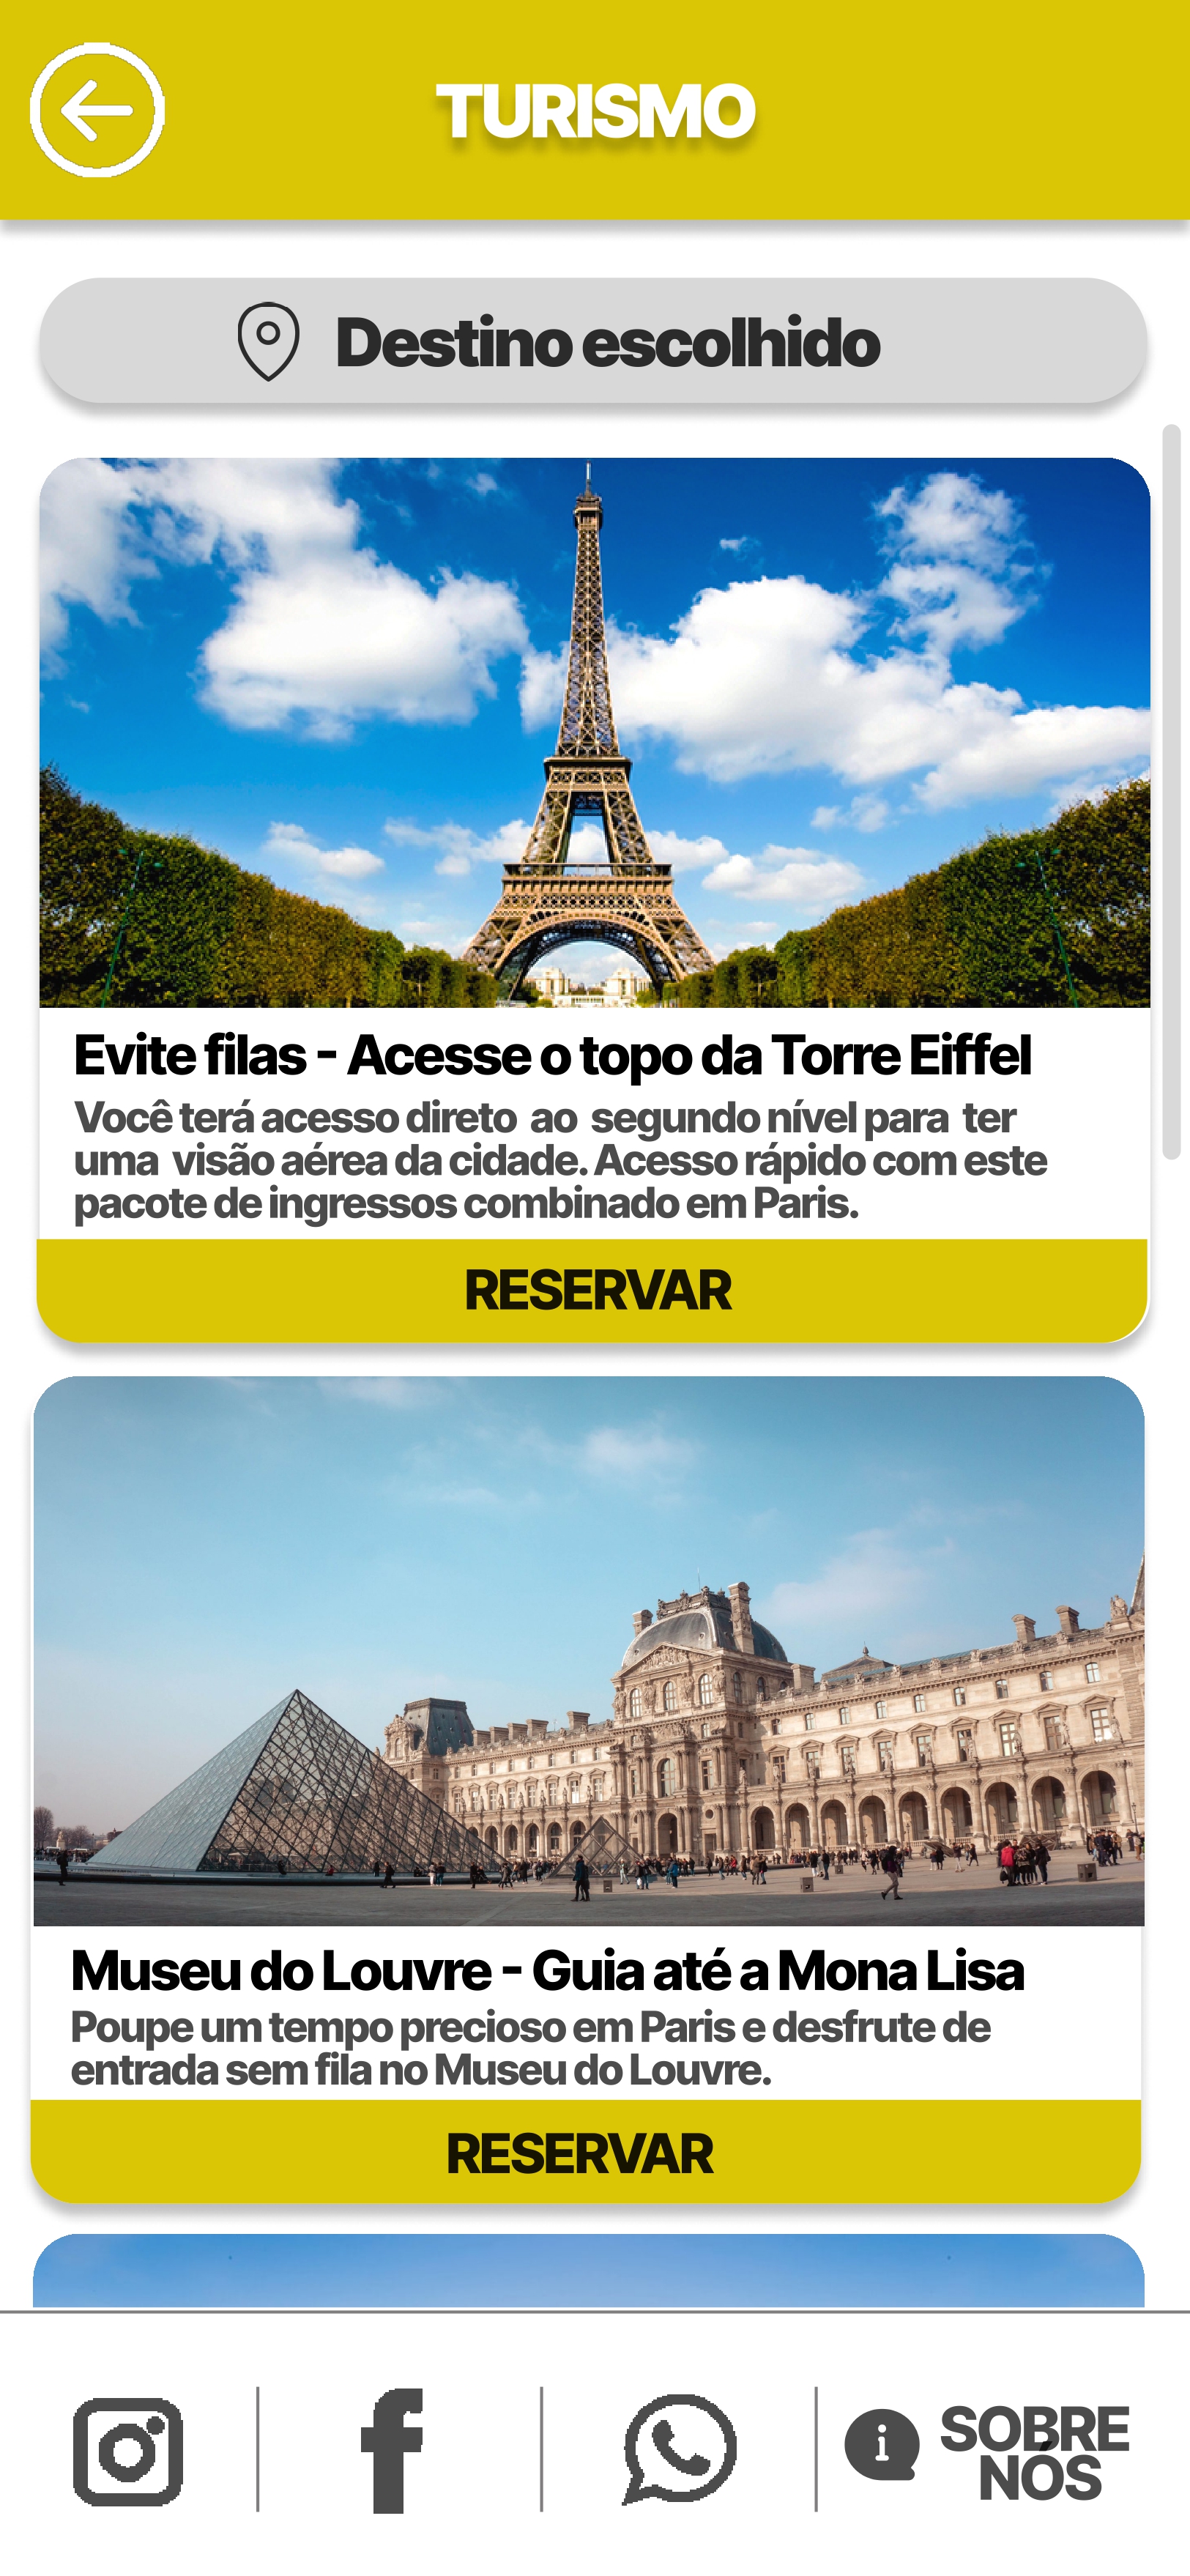 TURISMO
Destino escolhido
Evite filas - Acesse o topo da Torre Eiffel
Você terá acesso direto ao segundo nível para ter
uma visão aérea da cidade. Acesso rápido com este
pacote de ingressos combinado em Paris.
RESERVAR
Museu do Louvre - Guia até a Mona Lisa
Poupe um tempo precioso em Paris e desfrute de
entrada sem fila no Museu do Louvre.
RESERVAR
SOBRE
NÓS